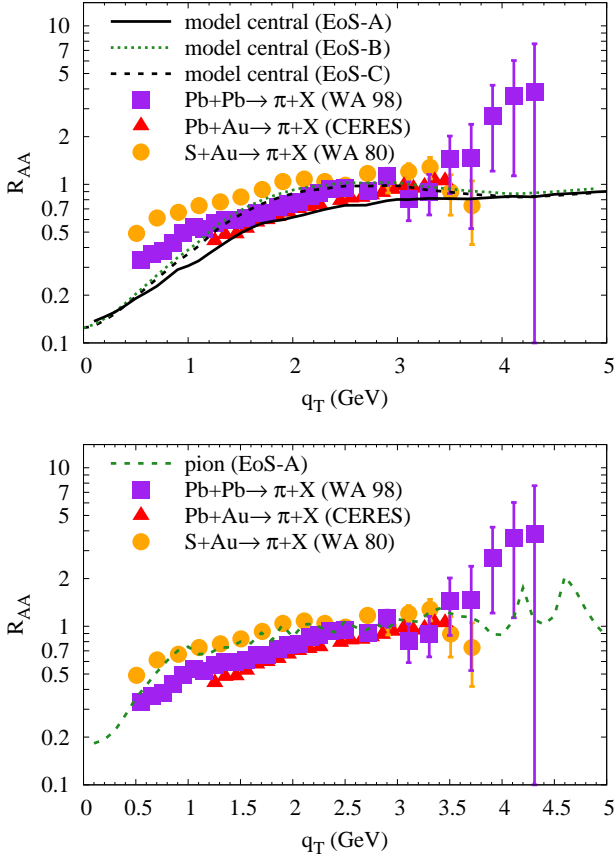 10
5
2
1
0.7
0.5
0.2
0.1
R_AA
model central (EoS-A)
model central (EoS-B)
model central (EoS-C)
Pb+Pb→ π+X (WA 98)
Pb+Au→ π+X (CERES)
S+Au→ π+X (WA 80)
0 1 2 3 4 5
q_T (GeV)
10
5
2
1
0.7
0.5
0.2
0.1
R_AA
pion (EoS-A)
Pb+Pb→ π+X (WA 98)
Pb+Au→ π+X (CERES)
S+Au→ π+X (WA 80)
0 0.5 1 1.5 2 2.5 3 3.5 4 4.5 5
q_T (GeV)